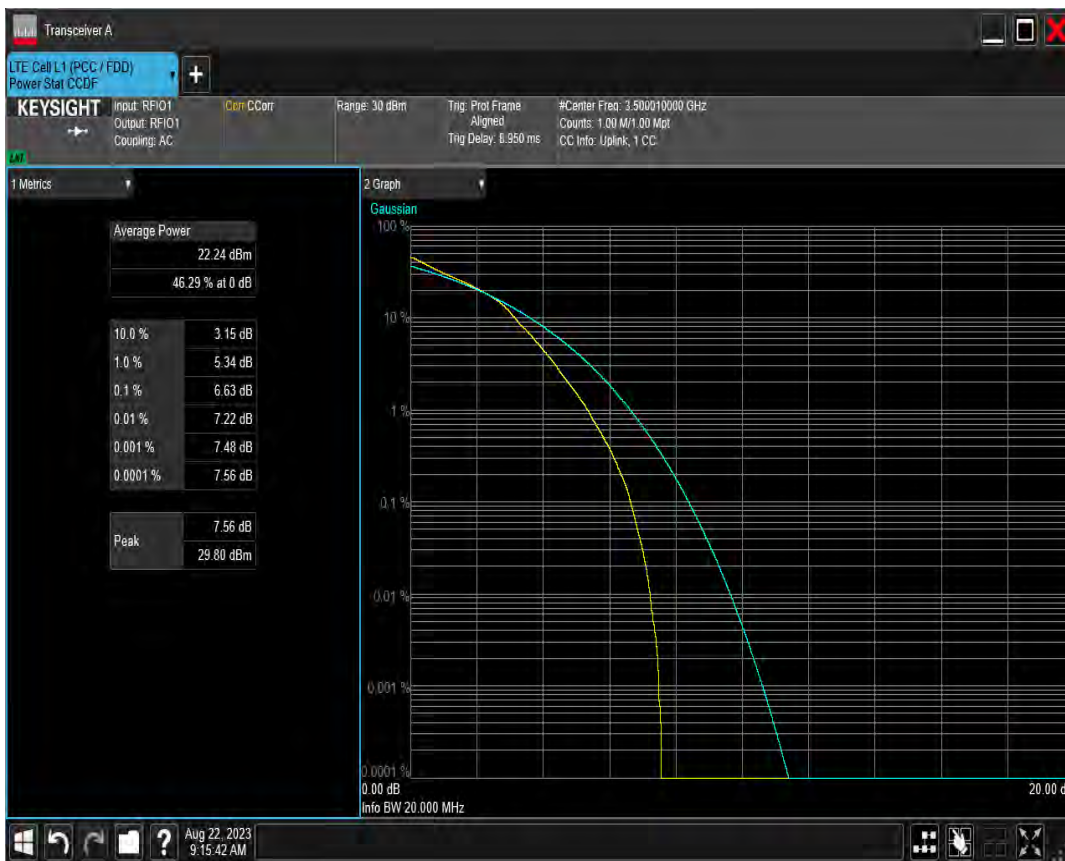 Transceiver A
LTE Cell L1 (PCC / FDD)
Power Stat CCDF
+
KEYSIGHT
LNI
Input: RFIO1
Output: RFIO1
Coupling: AC
Corr CCorr
Range: 30 dBm
Trig: Prot Frame
Aligned
Trig Delay: 8.950 ms
#Center Freq: 3.500010000 GHz
Counts: 1.00 M/1.00 Mpt
CC Info: Uplink, 1 CC
1 Metrics
Average Power
22.24 dBm
46.29 % at 0 dB
10.0 % 3.15 dB
1.0 % 5.34 dB
0.1 % 6.63 dB
0.01 % 7.22 dB
0.001 % 7.48 dB
0.0001 % 7.56 dB
Peak 7.56 dB
29.80 dBm
2 Graph
Gaussian
100 %
10 %
1 %
0.1 %
0.01 %
0.001 %
0.0001 %
0.00 dB
20.00 d
Info BW 20.000 MHz
?
Aug 22, 2023
9:15:42 AM